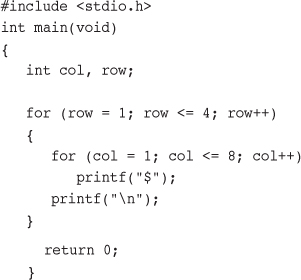 #include <stdio.h>
int main(void)
{
int col, row;
for (row = 1; row <= 4; row++)
{
for (col = 1; col <= 8; col++)
printf("$");
printf("\n");
}
return 0;
}